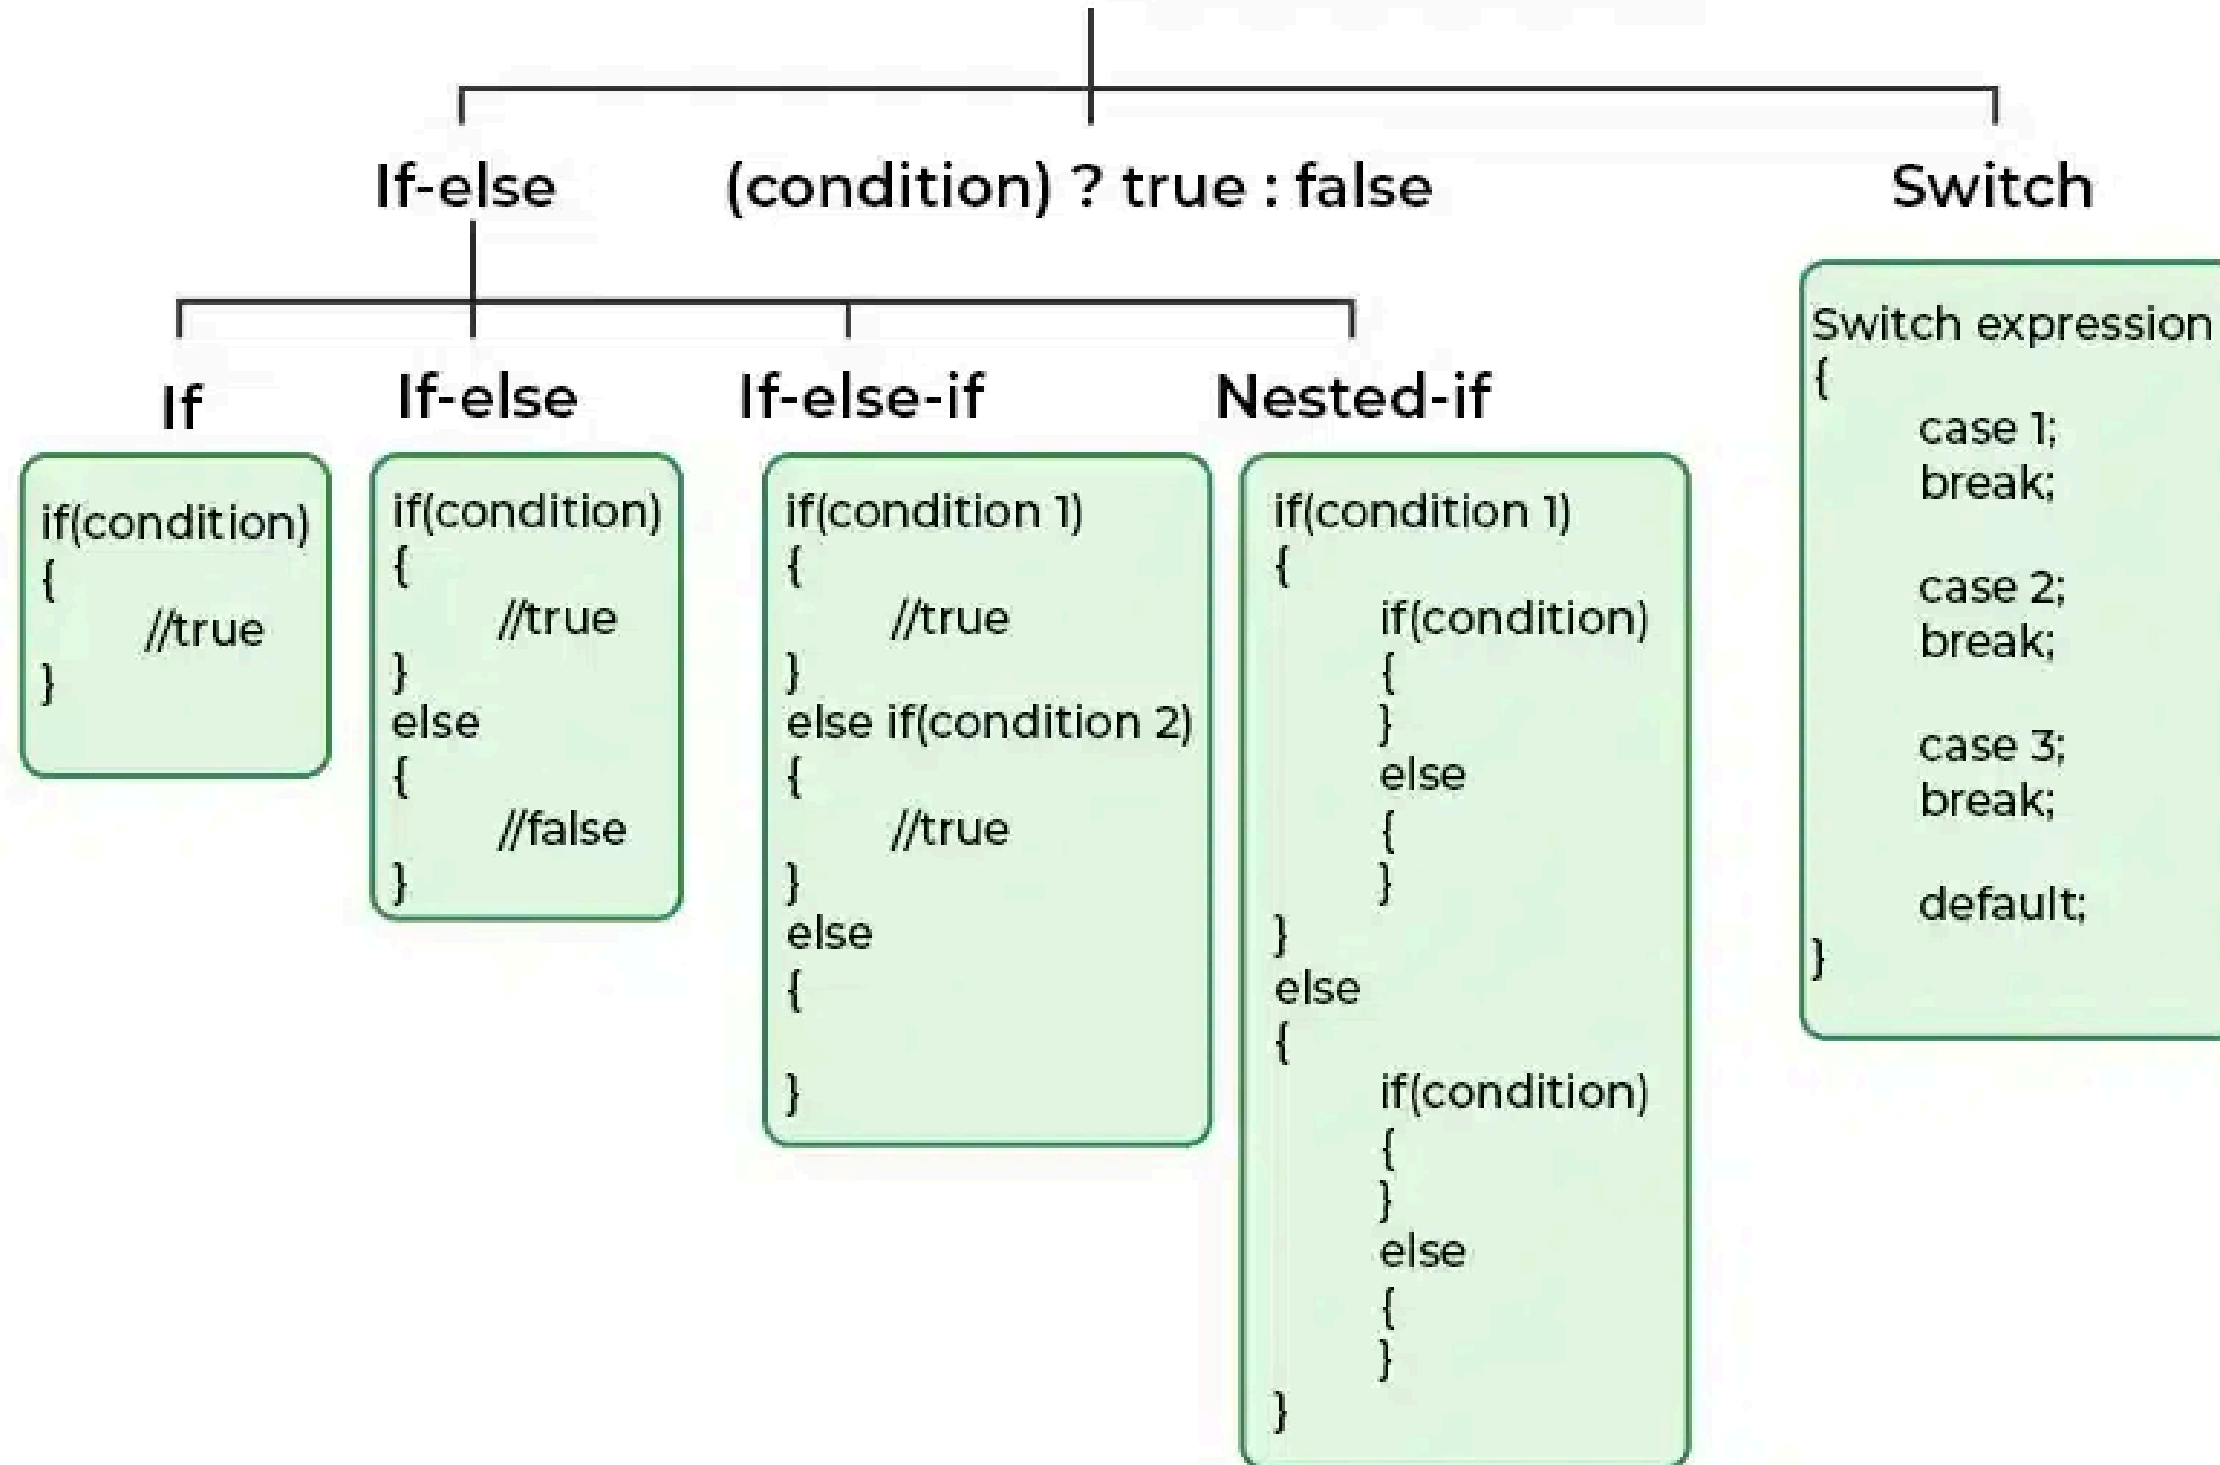 If-else
(condition) ? true : false
Switch
If
if(condition)
{
//true
}
If-else
if(condition)
{
//true
}
else
{
//false
}
If-else-if
if(condition 1)
{
//true
}
else if(condition 2)
{
//true
}
else
{
}
Nested-if
if(condition 1)
{
if(condition)
{
}
else
{
}
}
else
{
if(condition)
{
}
else
{
}
}
Switch expression
{
case 1;
break;
case 2;
break;
case 3;
break;
default;
}